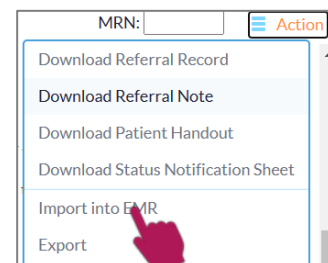 MRN: Action
Download Referral Record
Download Referral Note
Download Patient Handout
Download Status Notification Sheet
Import into EMR
Export